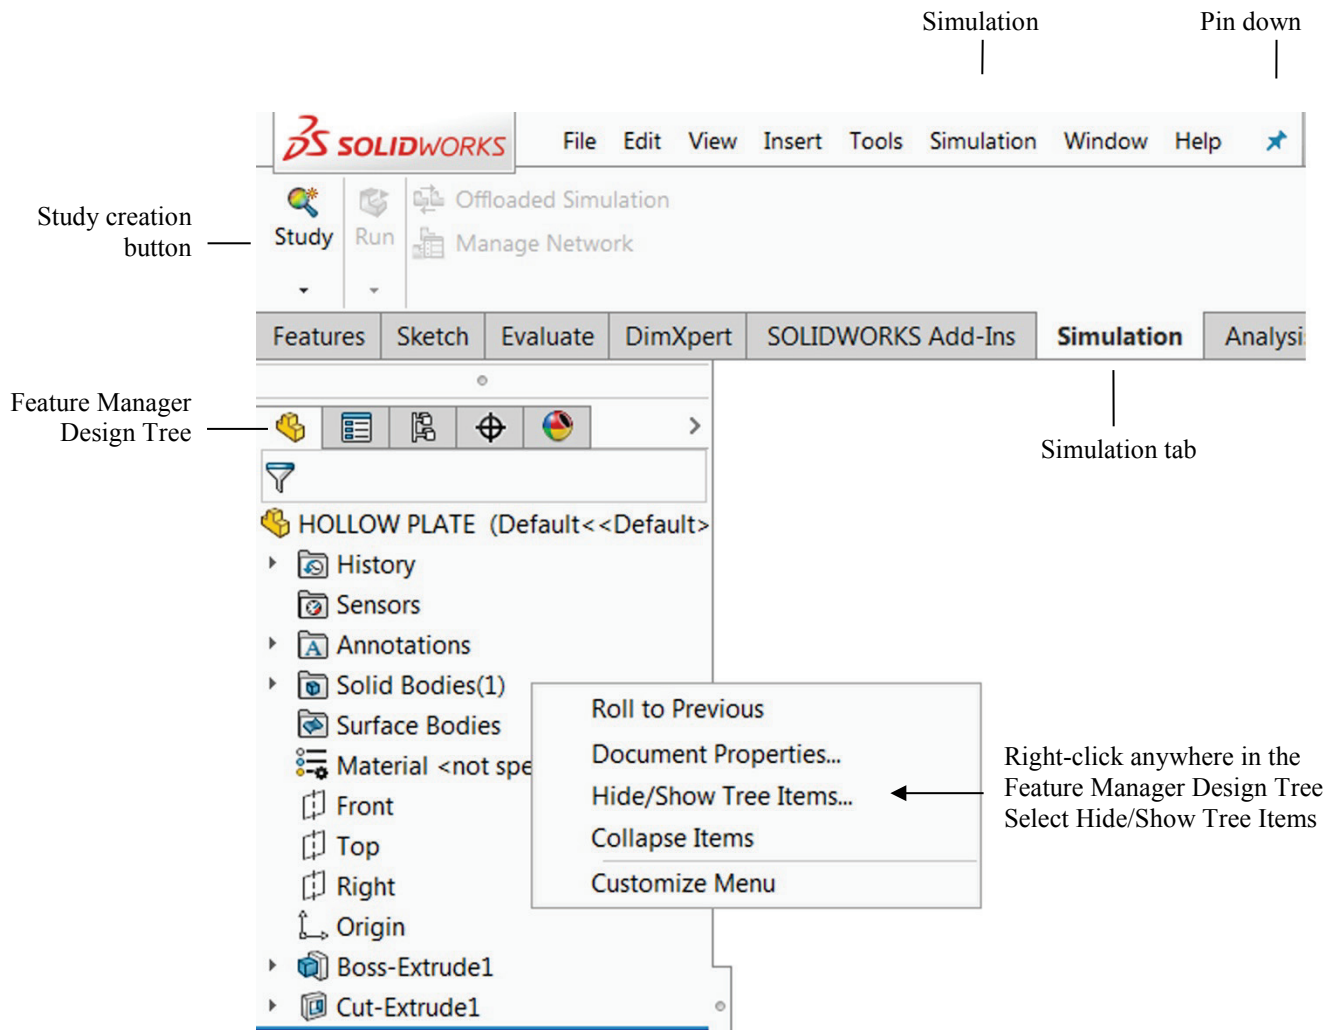 Simulation
Pin down
SOLIDWORKS
File Edit View Insert Tools Simulation Window Help
Study creation
button
Study
Run
Offloaded Simulation
Manage Network
Features Sketch Evaluate DimXpert SOLIDWORKS Add-Ins Simulation Analysi
Feature Manager
Design Tree
Simulation tab
HOLLOW PLATE (Default<<Default>
History
Sensors
Annotations
Solid Bodies(1)
Surface Bodies
Material <not spe
Front
Top
Right
Origin
Boss-Extrude1
Cut-Extrude1
Roll to Previous
Document Properties...
Hide/Show Tree Items...
Collapse Items
Customize Menu
Right-click anywhere in the
Feature Manager Design Tree
Select Hide/Show Tree Items